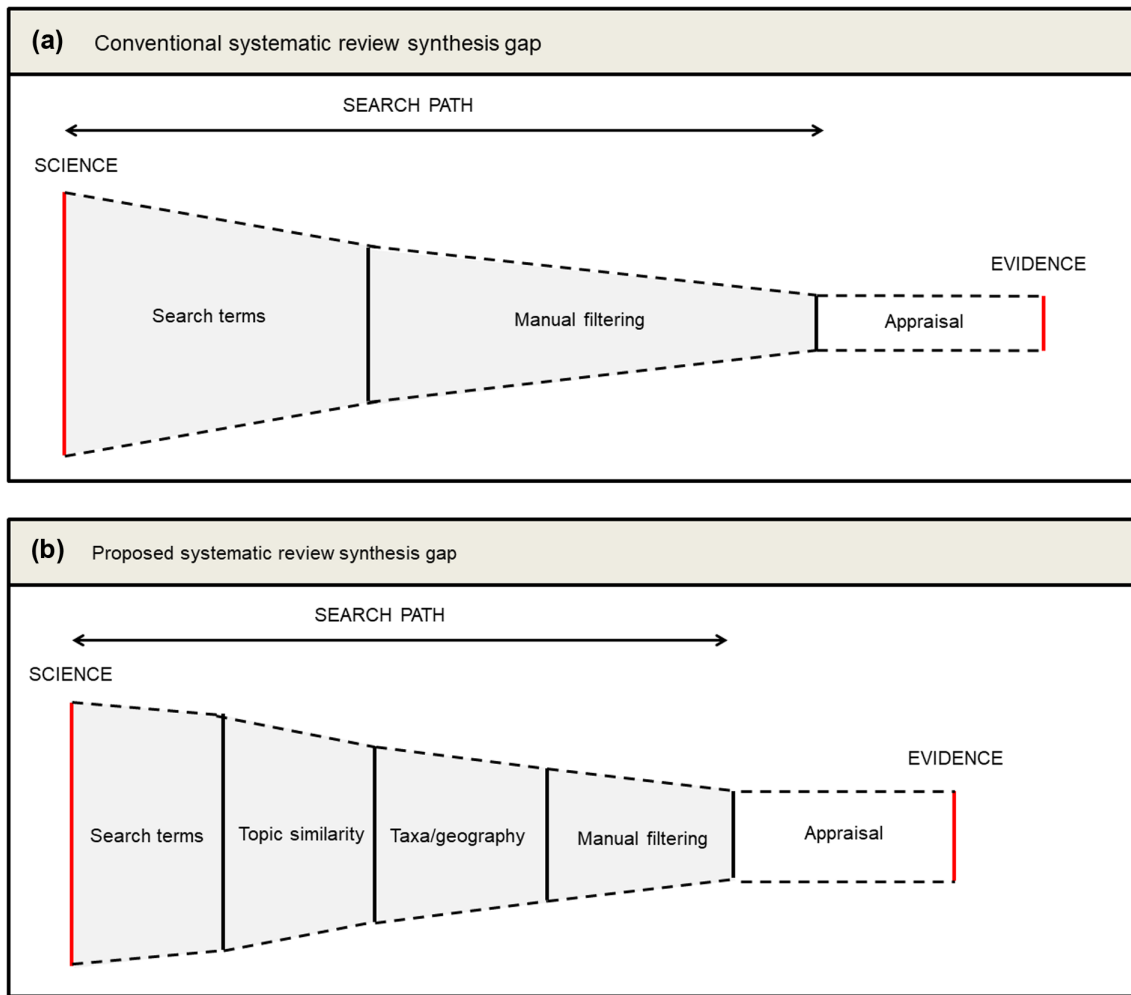 (a) Conventional systematic review synthesis gap
SEARCH PATH
SCIENCE
EVIDENCE
Search terms
Manual filtering
Appraisal
(b) Proposed systematic review synthesis gap
SEARCH PATH
SCIENCE
EVIDENCE
Search terms
Topic similarity
Taxa/geography
Manual filtering
Appraisal